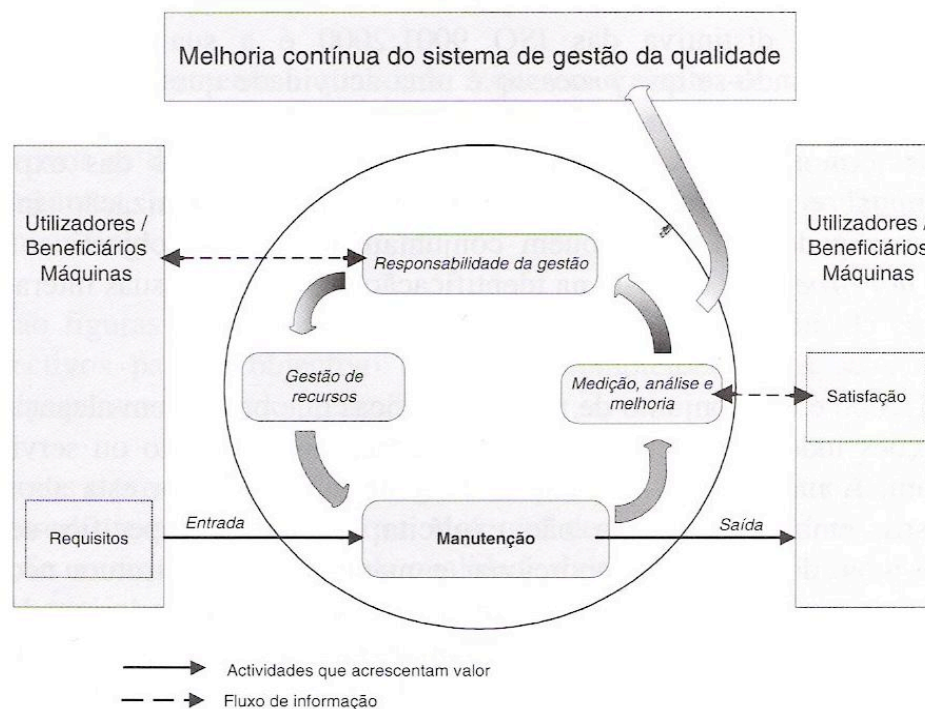 Melhoria contínua do sistema de gestão da qualidade
Utilizadores /
Beneficiários
Máquinas
Utilizadores /
Beneficiários
Máquinas
Responsabilidade da gestão
Gestão de
recursos
Medição, análise e
melhoria
Satisfação
Requisitos
Entrada
Manutenção
Saída
Actividades que acrescentam valor
Fluxo de informação